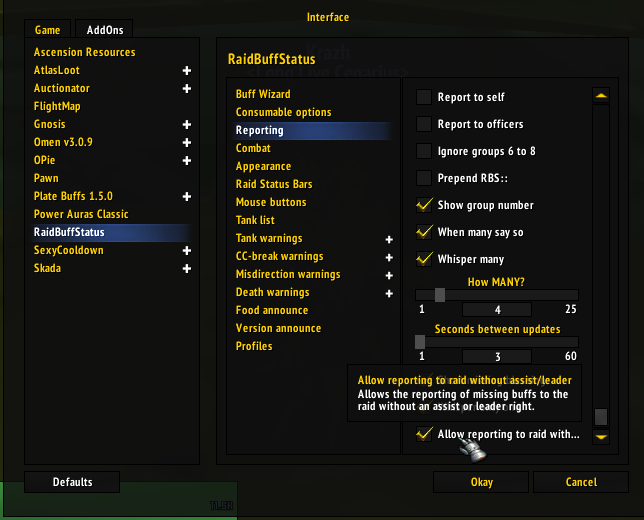 Interface
Game
AddOns
Ascension Resources
AtlasLoot
Auctionator
FlightMap
Gnosis
Omen v3.0.9
OPie
Pawn
Plate Buffs 1.5.0
Power Auras Classic
RaidBuffStatus
SexyCooldown
Skada
RaidBuffStatus
Buff Wizard
Consumable options
Reporting
Combat
Appearance
Raid Status Bars
Mouse buttons
Tank list
Tank warnings
CC-break warnings
Misdirection warnings
Death warnings
Food announce
Version announce
Profiles
Report to self
Report to officers
Ignore groups 6 to 8
Prepend RBS::
Show group number
When many say so
Whisper many
How MANY?
1 4 25
Seconds between updates
1 3 60
Allow reporting to raid without assist/leader
Allows the reporting of missing buffs to the
raid without an assist or leader right.
Allow reporting to raid with...
Defaults
Okay
Cancel